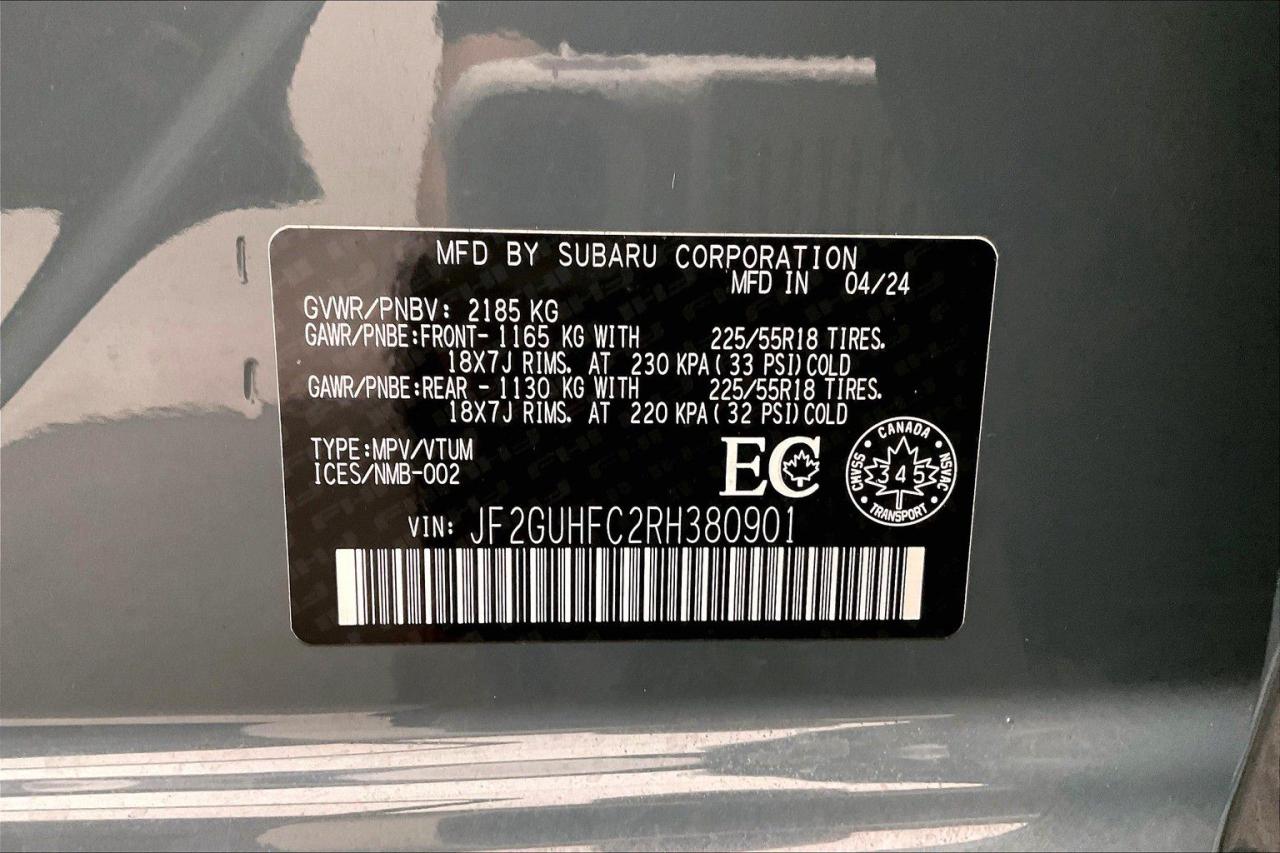 MFD BY SUBARU CORPORATION
MFD IN 04/24
GVWR/PNBV: 2185 KG
GAWR/PNBE:FRONT- 1165 KG WITH 225/55R18 TIRES.
18X7J RIMS. AT 230 KPA( 33 PSI)COLD
GAWR/PNBE:REAR - 1130 KG WITH 225/55R18 TIRES.
18X7J RIMS. AT 220 KPA( 32 PSI)COLD
TYPE:MPV/VTUM
ICES/NMB-002
EC
CANADA
CMVSS
345
NSVAC
TRANSPORT
VIN: JF2GUHFC2RH380901